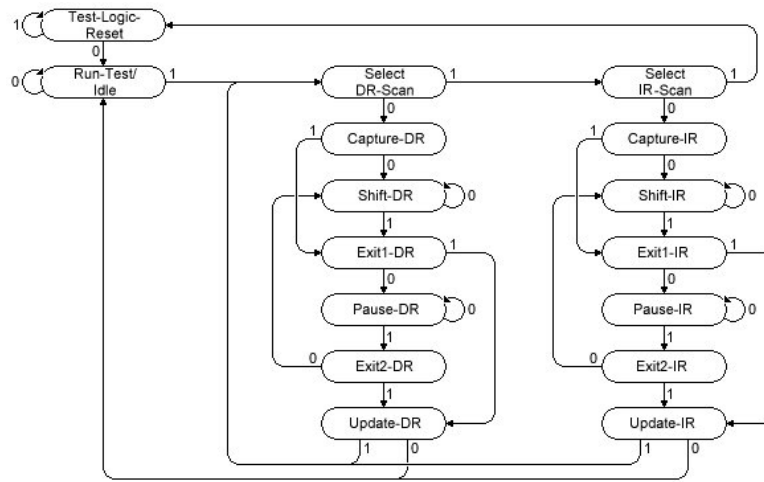 Test-Logic-
Reset
1
0
Run-Test/
Idle
0
1
Select
DR-Scan
1
0
Select
IR-Scan
1
0
Capture-DR
1
0
Capture-IR
1
0
Shift-DR
0
1
Shift-IR
0
1
Exit1-DR
1
0
Exit1-IR
1
0
Pause-DR
0
1
Pause-IR
0
1
Exit2-DR
0
1
Exit2-IR
0
1
Update-DR
1
0
Update-IR
1
0